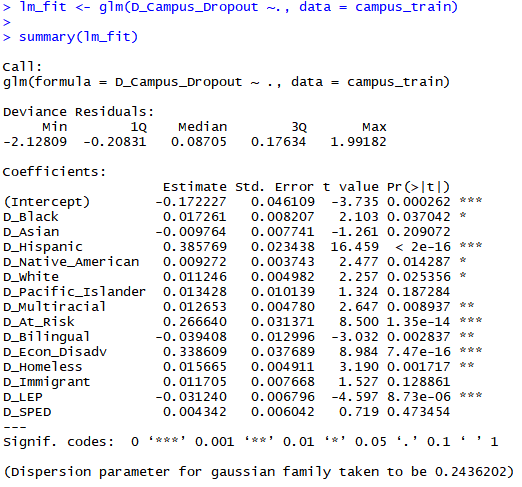 > lm_fit <- glm(D_Campus_Dropout ~., data = campus_train)
>
> summary(lm_fit)
Call:
glm(formula = D_Campus_Dropout ~ ., data = campus_train)
Deviance Residuals:
Min 1Q Median 3Q Max
-2.12809 -0.20831 0.08705 0.17634 1.99182
Coefficients:
Estimate Std. Error t value Pr(>|t|)
(Intercept) -0.172227 0.046109 -3.735 0.000262 ***
D_Black 0.017261 0.008207 2.103 0.037042 *
D_Asian -0.009764 0.007741 -1.261 0.209072
D_Hispanic 0.385769 0.023438 16.459 < 2e-16 ***
D_Native_American 0.009272 0.003743 2.477 0.014287 *
D_White 0.011246 0.004982 2.257 0.025356 *
D_Pacific_Islander 0.013428 0.010139 1.324 0.187284
D_Multiracial 0.012653 0.004780 2.647 0.008937 **
D_At_Risk 0.266640 0.031371 8.500 1.35e-14 ***
D_Bilingual -0.039408 0.012996 -3.032 0.002837 **
D_Econ_Disadv 0.338609 0.037689 8.984 7.47e-16 ***
D_Homeless 0.015665 0.004911 3.190 0.001717 **
D_Immigrant 0.011705 0.007668 1.527 0.128861
D_LEP -0.031240 0.006796 -4.597 8.73e-06 ***
D_SPED 0.004342 0.006042 0.719 0.473454
---
Signif. codes: 0 ‘***’ 0.001 ‘**’ 0.01 ‘*’ 0.05 ‘.’ 0.1 ‘ ’ 1
(Dispersion parameter for gaussian family taken to be 0.2436202)